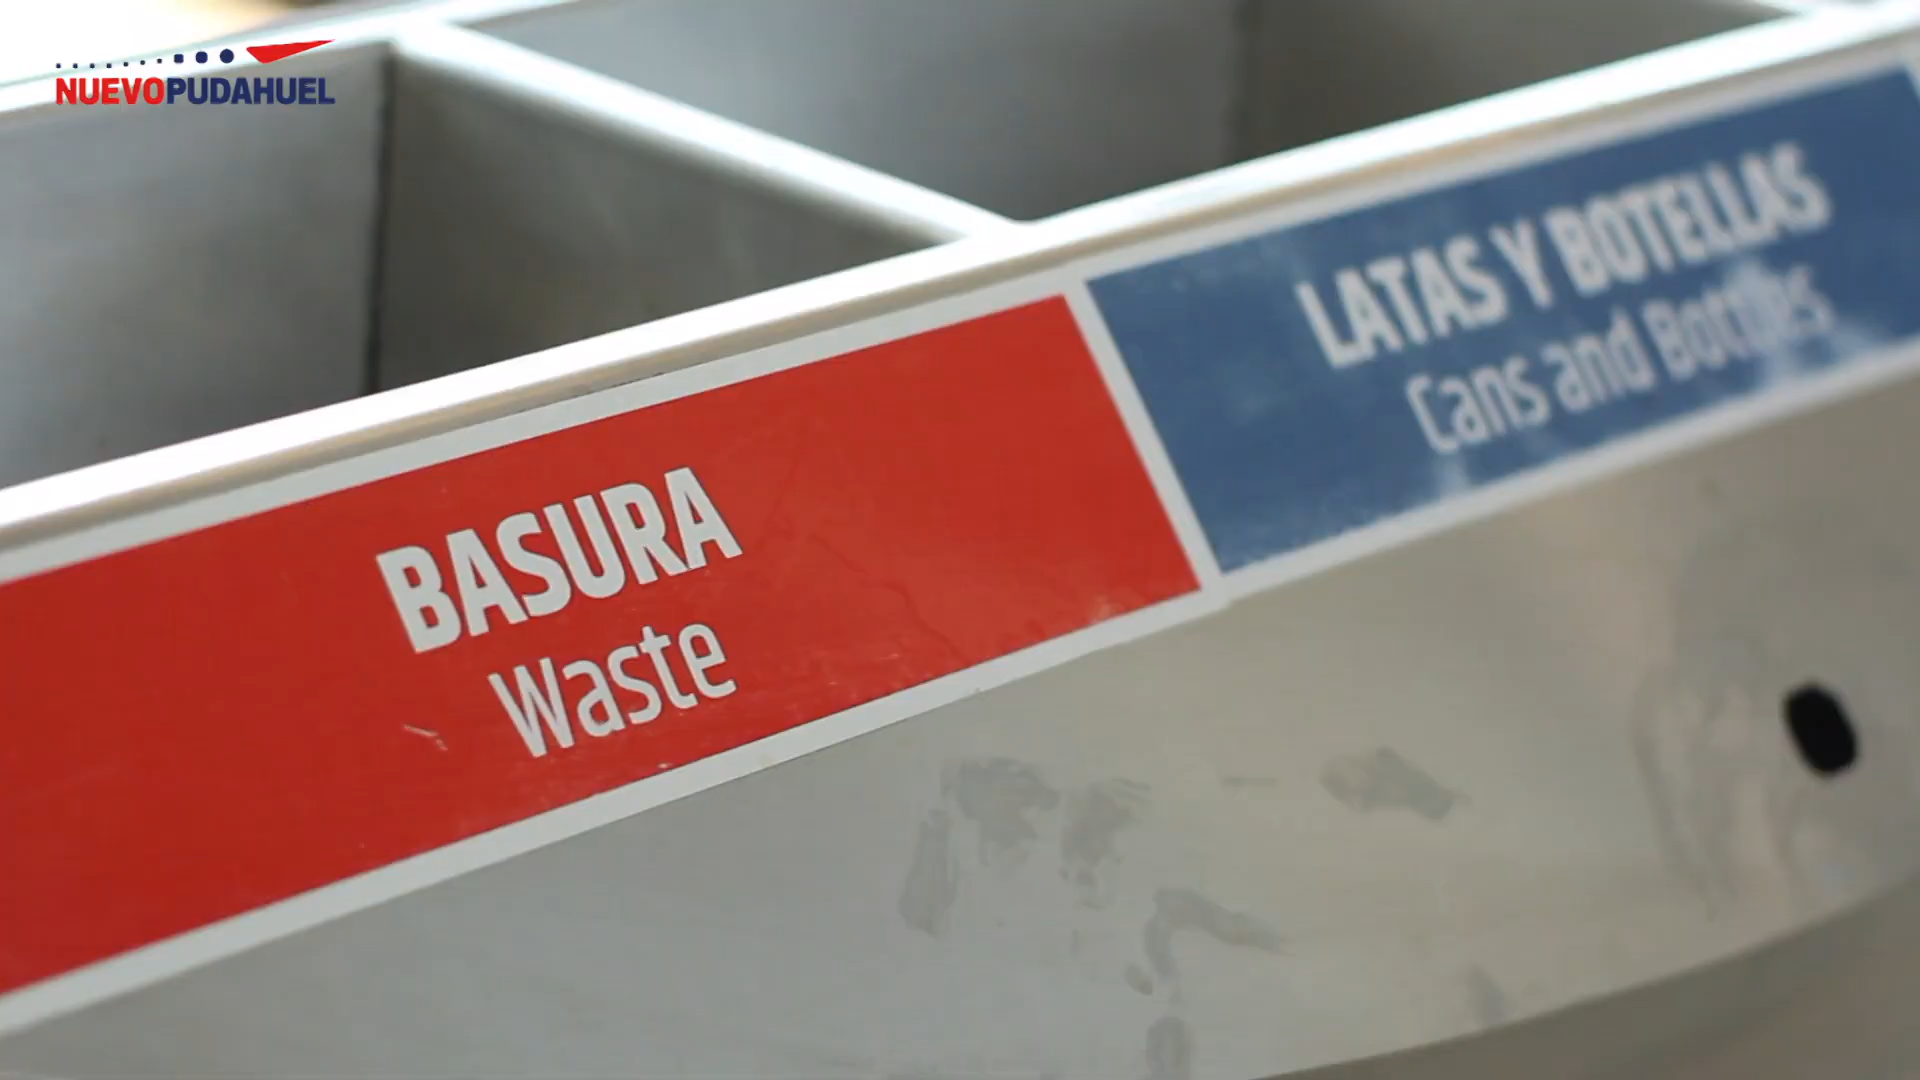 NUEVOPUDAHUEL
BASURA
Waste
LATAS Y BOTELLAS
Cans and Bottles